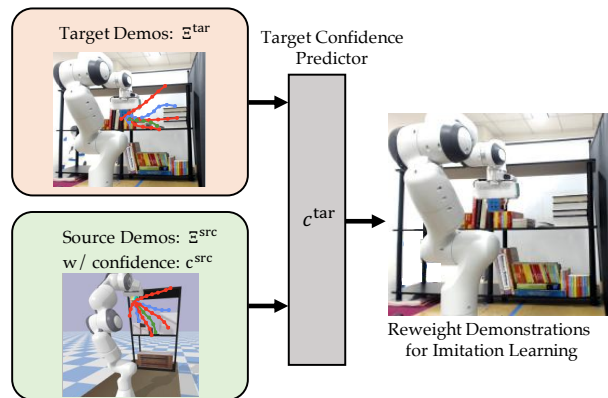 Target Demos: Ξ^tar
Source Demos: Ξ^src
w/ confidence: c^src
Target Confidence
Predictor
c^tar
Reweight Demonstrations
for Imitation Learning